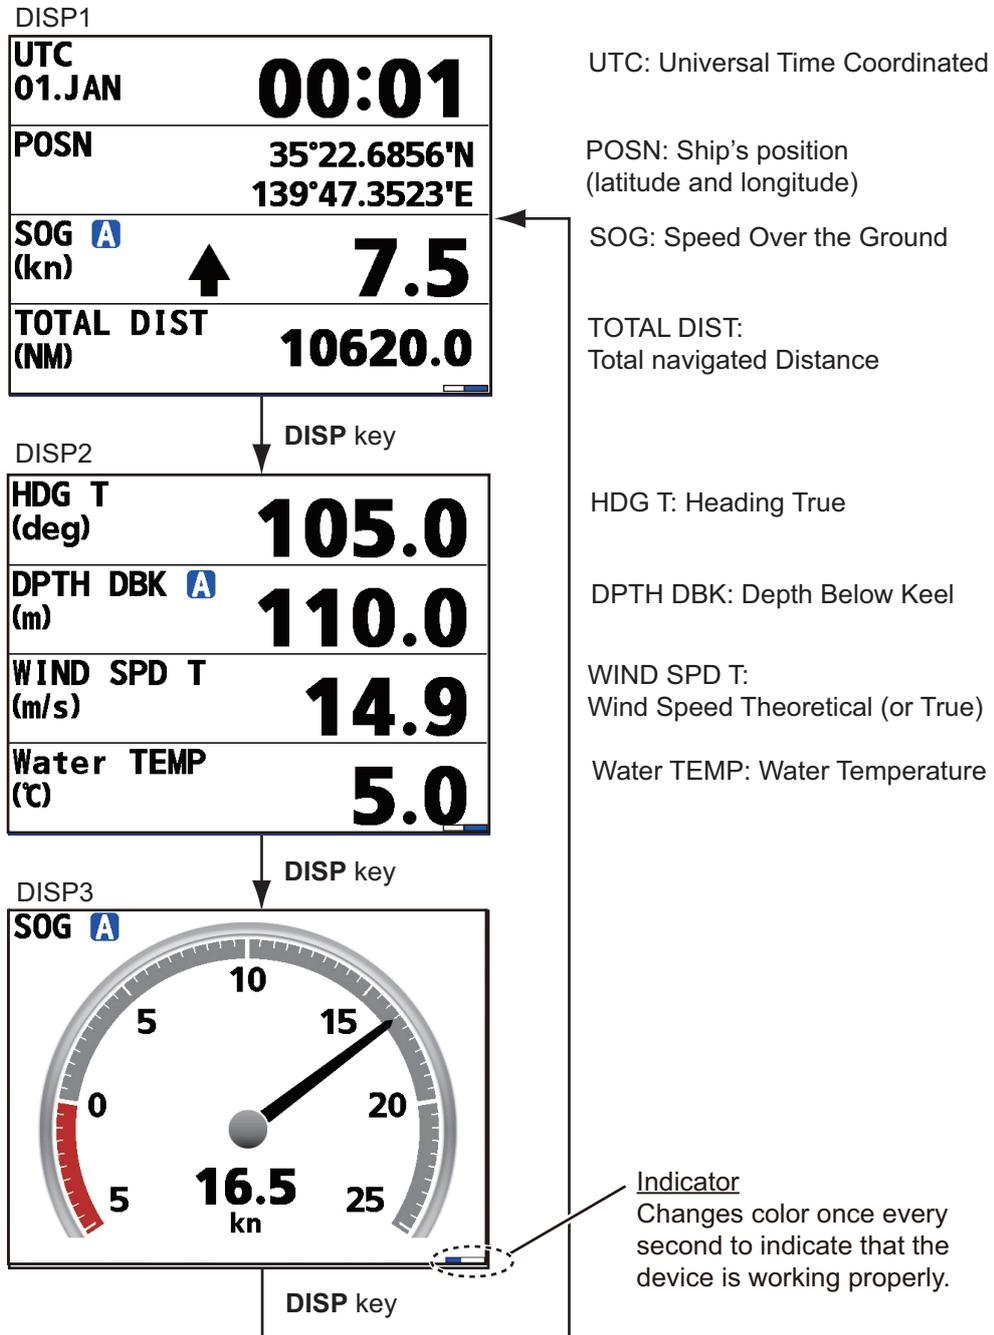 DISP1
UTC
01.JAN
00:01
UTC: Universal Time Coordinated
POSN
35°22.6856'N
139°47.3523'E
POSN: Ship's position
(latitude and longitude)
SOG A
(kn)
7.5
SOG: Speed Over the Ground
TOTAL DIST
(NM)
10620.0
TOTAL DIST:
Total navigated Distance
DISP key
DISP2
HDG T
(deg)
105.0
HDG T: Heading True
DPTH DBK A
(m)
110.0
DPTH DBK: Depth Below Keel
WIND SPD T
(m/s)
14.9
WIND SPD T:
Wind Speed Theoretical (or True)
Water TEMP
(℃)
5.0
Water TEMP: Water Temperature
DISP key
DISP3
SOG A
10
5
15
0
20
5
25
16.5
kn
Indicator
Changes color once every
second to indicate that the
device is working properly.
DISP key